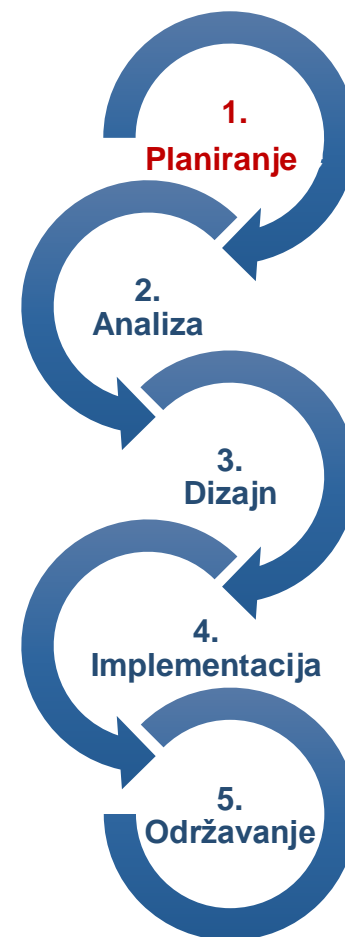 1.
Planiranje
2.
Analiza
3.
Dizajn
4.
Implementacija
5.
Održavanje